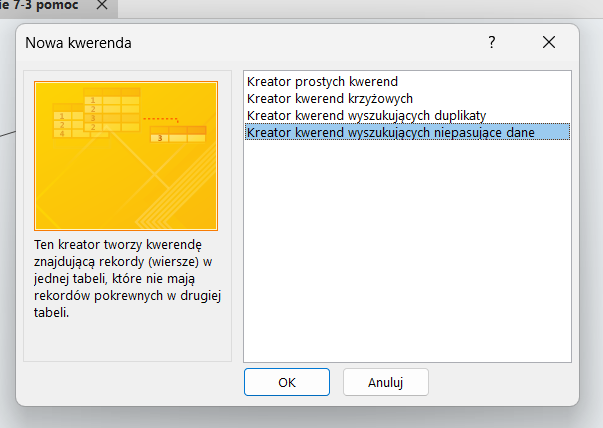 ie 7-3 pomoc
Nowa kwerenda
Kreator prostych kwerend
Kreator kwerend krzyżowych
Kreator kwerend wyszukujących duplikaty
Kreator kwerend wyszukujących niepasujące dane
1
2
3
4
1
2
4
3
Ten kreator tworzy kwerendę
znajdującą rekordy (wiersze) w
jednej tabeli, które nie mają
rekordów pokrewnych w drugiej
tabeli.
OK
Anuluj